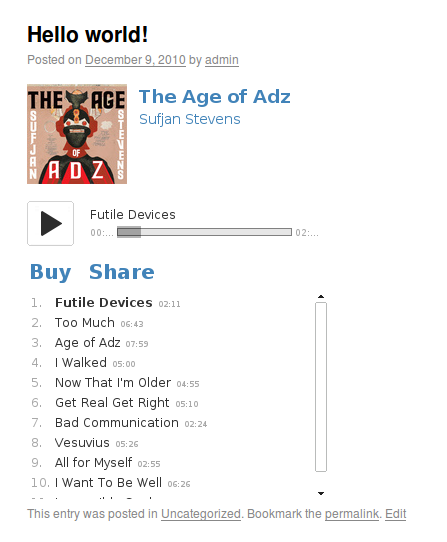 Hello world!
Posted on December 9, 2010 by admin
THE AGE
SUFJAN
STEVENS
OF
ADZ
The Age of Adz
Sufjan Stevens
Futile Devices
00:... 02:...
Buy Share
1. Futile Devices 02:11
2. Too Much 06:43
3. Age of Adz 07:59
4. I Walked 05:00
5. Now That I'm Older 04:55
6. Get Real Get Right 05:10
7. Bad Communication 02:24
8. Vesuvius 05:26
9. All for Myself 02:55
10. I Want To Be Well 06:26
This entry was posted in Uncategorized. Bookmark the permalink. Edit